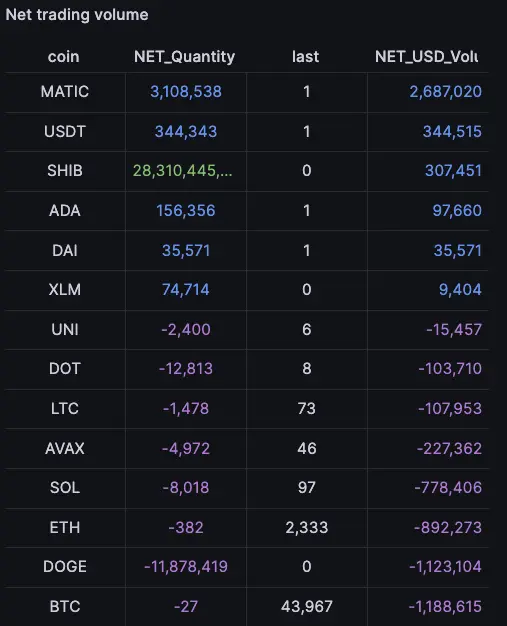 Net trading volume
coin NET_Quantity last NET_USD_Volu
MATIC 3,108,538 1 2,687,020
USDT 344,343 1 344,515
SHIB 28,310,445,... 0 307,451
ADA 156,356 1 97,660
DAI 35,571 1 35,571
XLM 74,714 0 9,404
UNI -2,400 6 -15,457
DOT -12,813 8 -103,710
LTC -1,478 73 -107,953
AVAX -4,972 46 -227,362
SOL -8,018 97 -778,406
ETH -382 2,333 -892,273
DOGE -11,878,419 0 -1,123,104
BTC -27 43,967 -1,188,615